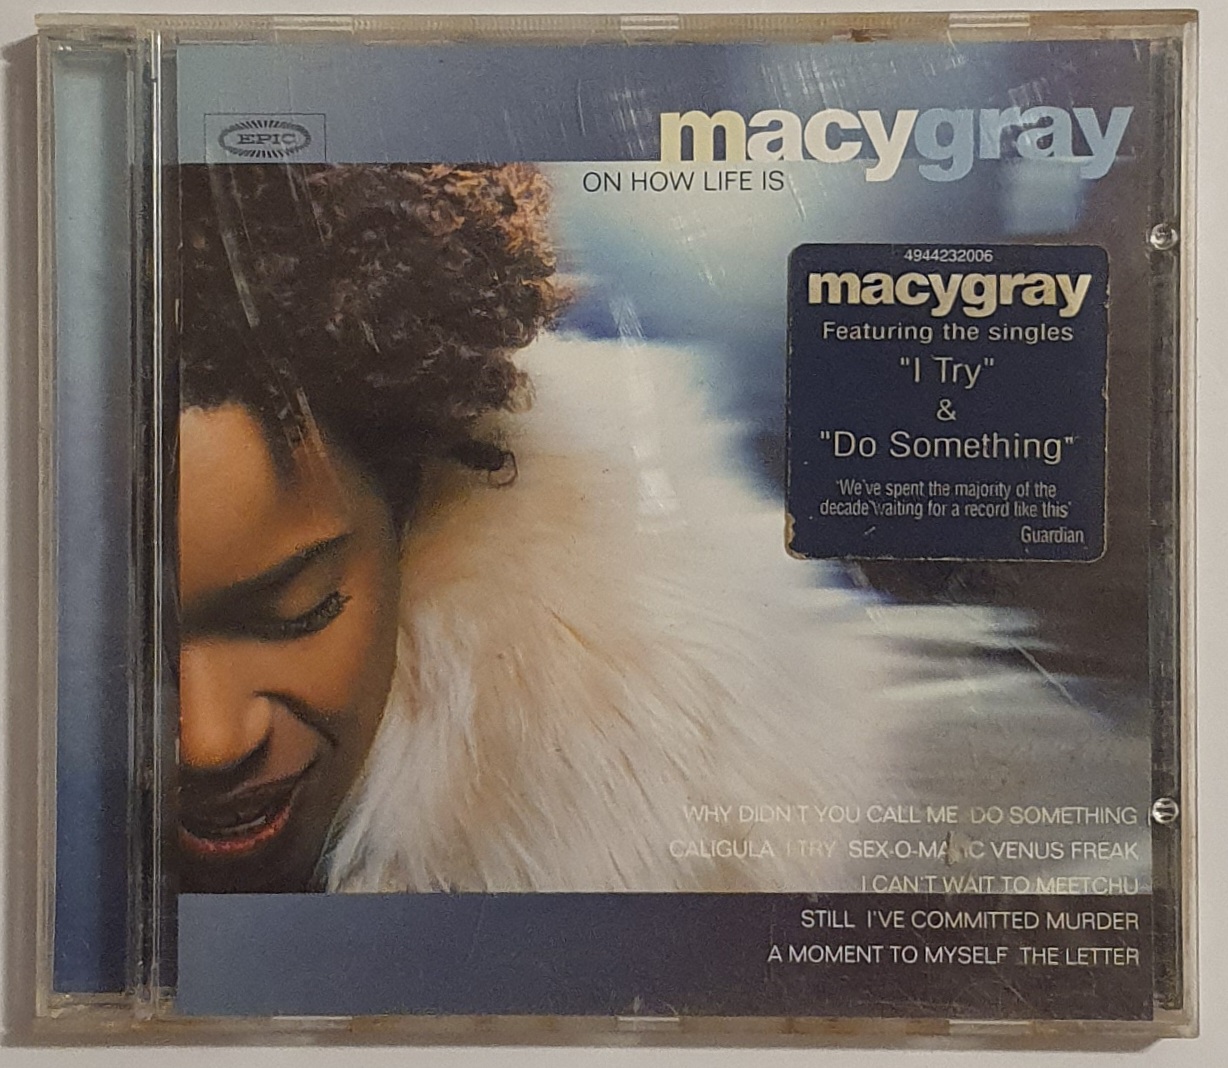 EPIC
macygray
ON HOW LIFE IS
4944232006
macygray
Featuring the singles
"I Try"
&
"Do Something"
'We've spent the majority of the
decade waiting for a record like this'
Guardian
WHY DIDN'T YOU CALL ME DO SOMETHING
CALIGULA I TRY SEX-O-MATIC VENUS FREAK
I CAN'T WAIT TO MEETCHU
STILL I'VE COMMITTED MURDER
A MOMENT TO MYSELF THE LETTER